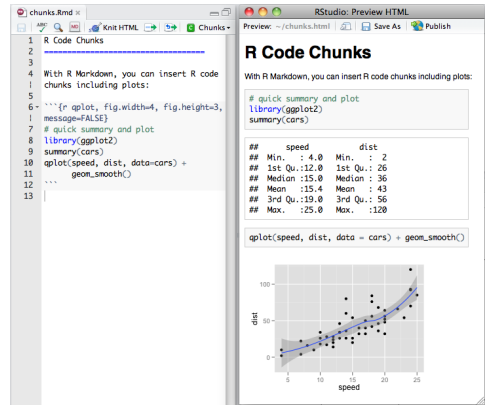 chunks.Rmd
ABC MD Knit HTML Chunks
1 R Code Chunks
2 ====================================
3
4 With R Markdown, you can insert R code
chunks including plots:
5
6 ```{r qplot, fig.width=4, fig.height=3,
message=FALSE}
7 # quick summary and plot
8 library(ggplot2)
9 summary(cars)
10 qplot(speed, dist, data=cars) +
11 geom_smooth()
12 ```
13
RStudio: Preview HTML
Preview: ~/chunks.html Save As Publish
R Code Chunks
With R Markdown, you can insert R code chunks including plots:
# quick summary and plot
library(ggplot2)
summary(cars)
## speed dist
## Min. : 4.0 Min. : 2
## 1st Qu.:12.0 1st Qu.: 26
## Median :15.0 Median : 36
## Mean :15.4 Mean : 43
## 3rd Qu.:19.0 3rd Qu.: 56
## Max. :25.0 Max. :120
qplot(speed, dist, data = cars) + geom_smooth()
100
50
0
dist
5 10 15 20 25
speed